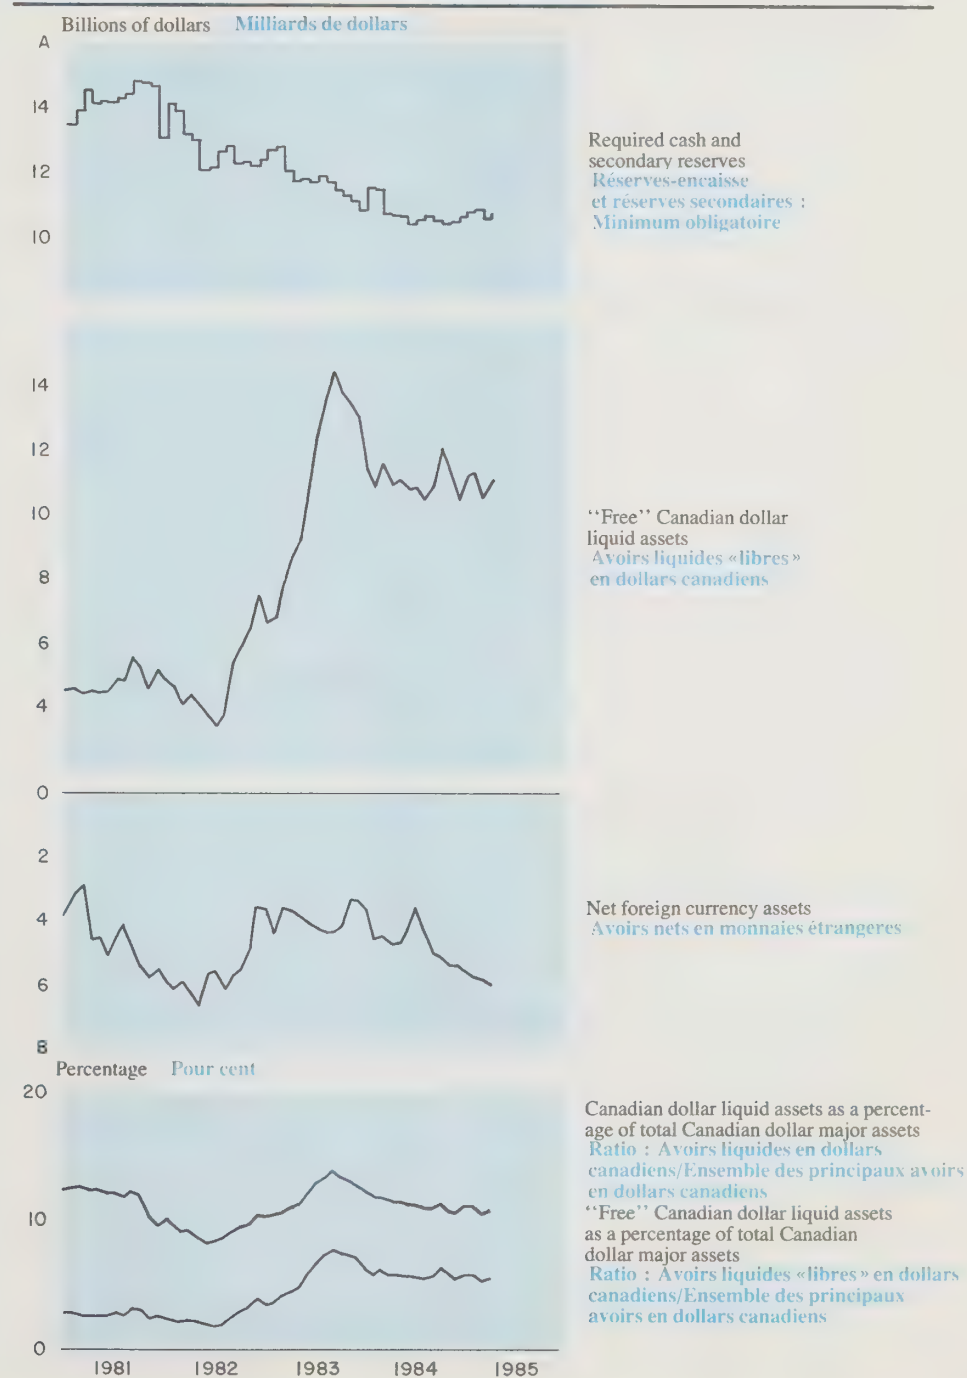 Billions of dollars Milliards de dollars
A
14
12
10
Required cash and
secondary reserves
Réserves-encaisse
et réserves secondaires :
Minimum obligatoire
14
12
10
8
6
4
0
"Free" Canadian dollar
liquid assets
Avoirs liquides «libres»
en dollars canadiens
2
4
6
8
Net foreign currency assets
Avoirs nets en monnaies étrangeres
Percentage Pour cent
20
10
0
Canadian dollar liquid assets as a percent-
age of total Canadian dollar major assets
Ratio : Avoirs liquides en dollars
canadiens/Ensemble des principaux avoirs
en dollars canadiens
"Free" Canadian dollar liquid assets
as a percentage of total Canadian
dollar major assets
Ratio : Avoirs liquides «libres» en dollars
canadiens/Ensemble des principaux
avoirs en dollars canadiens
1981 1982 1983 1984 1985